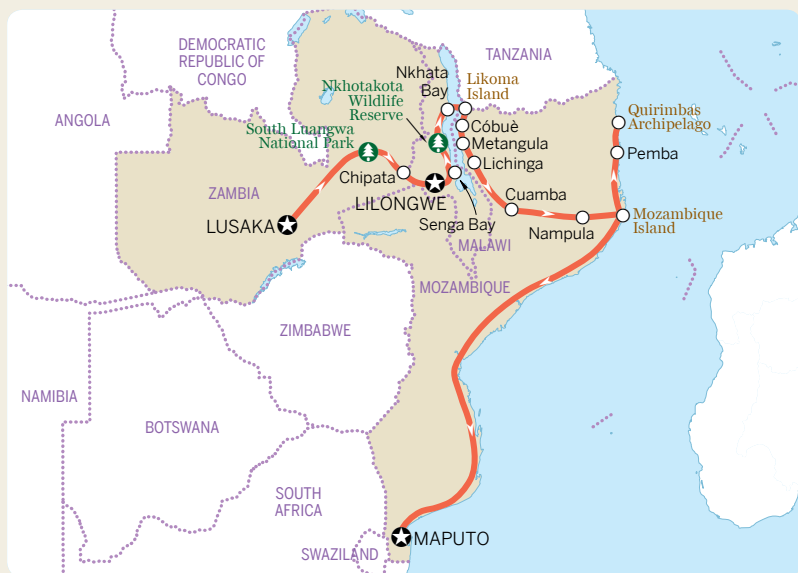 DEMOCRATIC
REPUBLIC OF
CONGO
TANZANIA
Nkhata
Bay
Likoma
Island
Nkhotakota
Wildlife
Reserve
Quirimbas
Archipelago
ANGOLA
Cóbuè
South Luangwa
National Park
Metangula
Pemba
Lichinga
Chipata
ZAMBIA
LILONGWE
Cuamba
LUSAKA
Senga Bay
Mozambique
Island
Nampula
MALAWI
MOZAMBIQUE
ZIMBABWE
NAMIBIA
BOTSWANA
SOUTH
AFRICA
MAPUTO
SWAZILAND